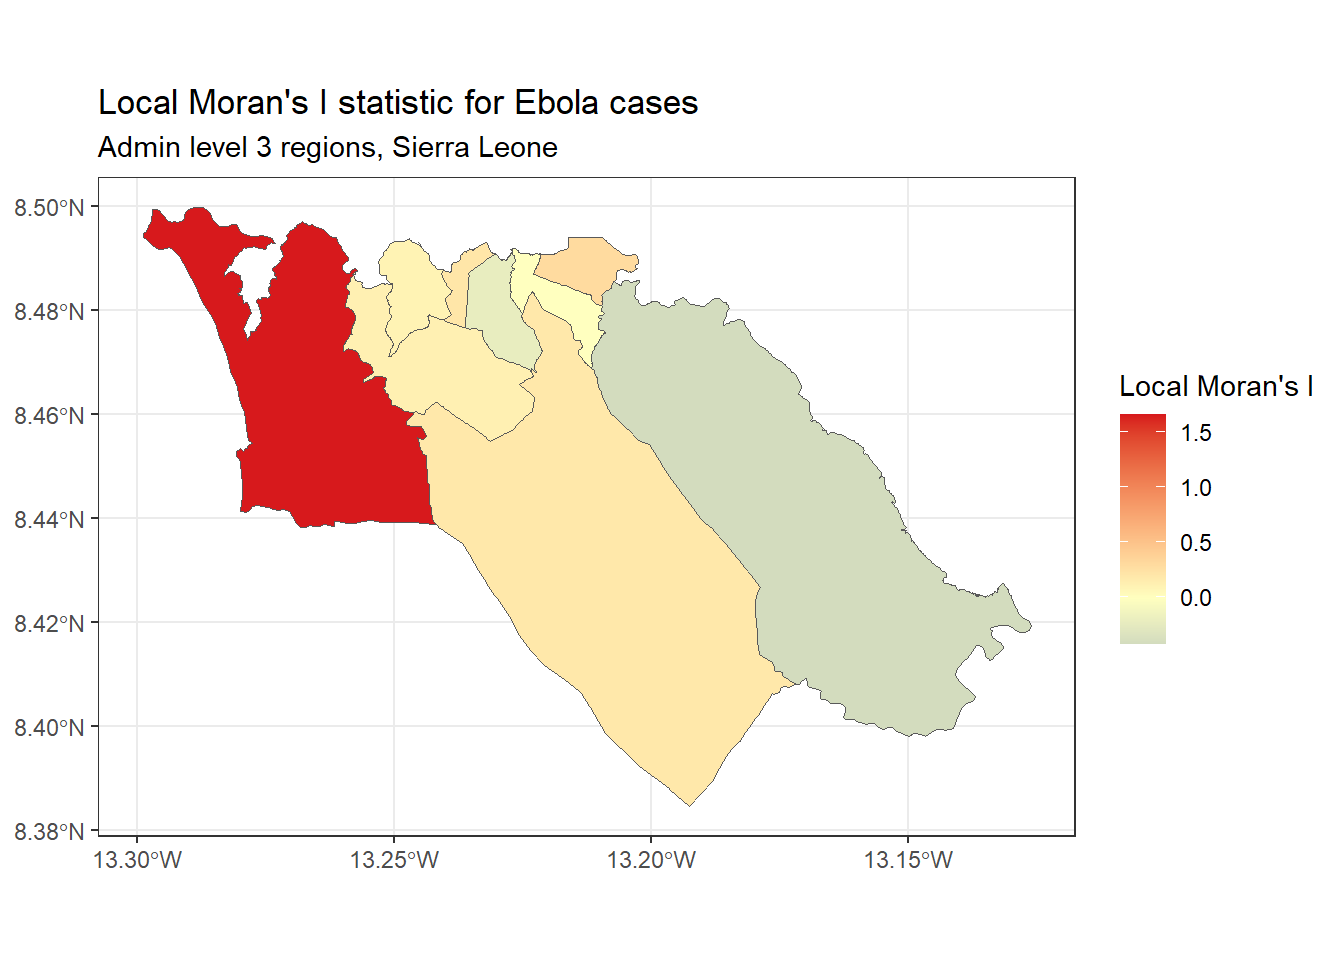 Local Moran's I statistic for Ebola cases
Admin level 3 regions, Sierra Leone
8.50°N
8.48°N
8.46°N
8.44°N
8.42°N
8.40°N
8.38°N
13.30°W
13.25°W
13.20°W
13.15°W
Local Moran's I
1.5
1.0
0.5
0.0